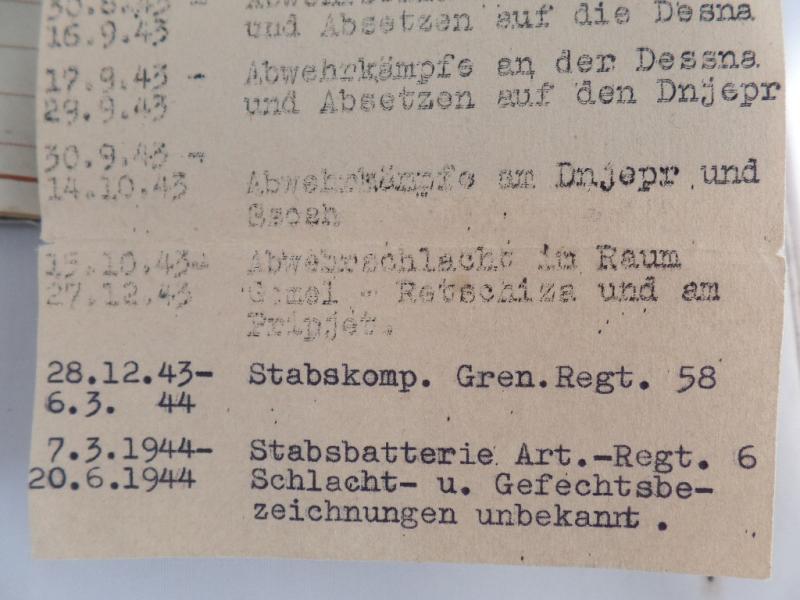 30.8.43 -
16.9.43 und Absetzen auf die Desna
17.9.43 - Abwehrkämpfe an der Dessna
29.9.43 und Absetzen auf den Dnjepr
30.9.43 -
14.10.43 Abwehrkämpfe am Dnjepr und
Ssosh
15.10.43- Abwehrschlacht im Raum
27.12.43 Gomel - Retschiza und am
Pripjet.
28.12.43- Stabskomp. Gren.Regt. 58
6.3. 44
7.3.1944- Stabsbatterie Art.-Regt. 6
20.6.1944 Schlacht- u. Gefechtsbe-
zeichnungen unbekannt .